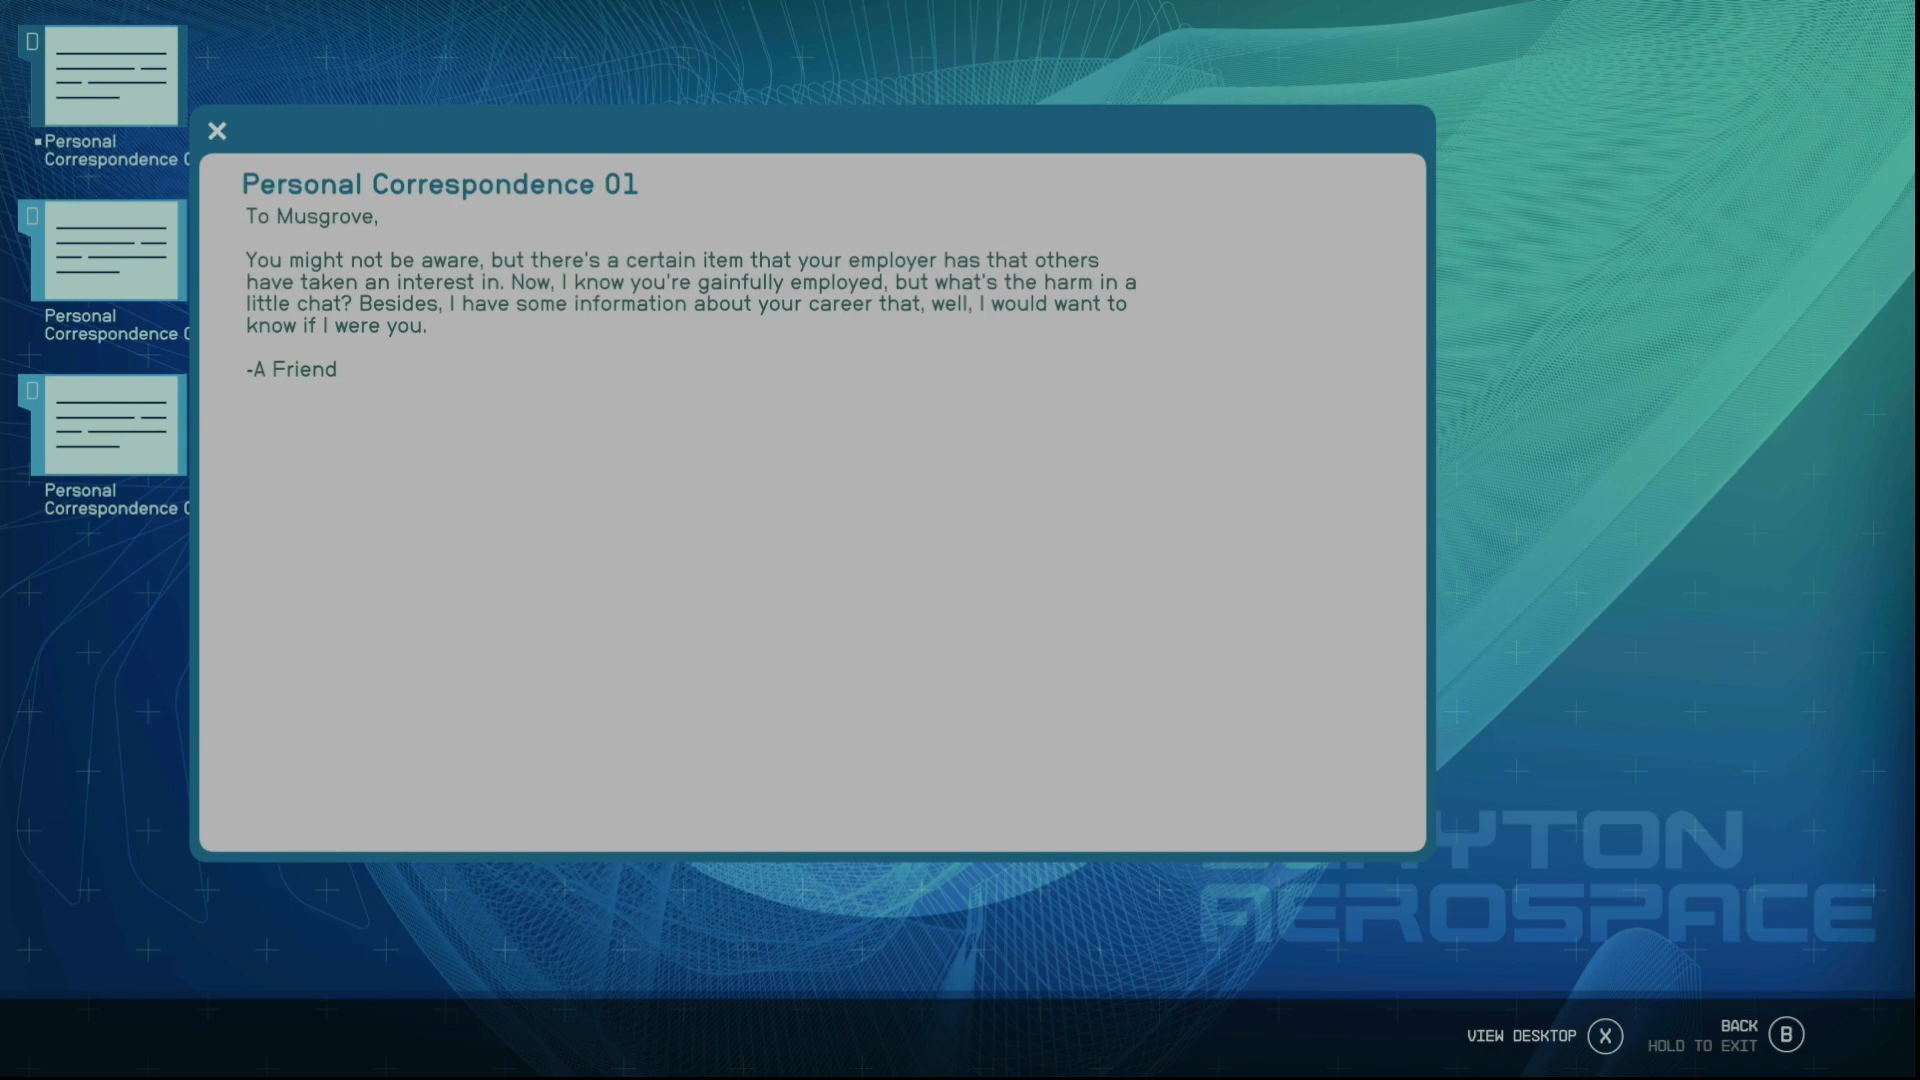 Personal
Correspondence
Personal
Correspondence
Personal
Correspondence
Personal Correspondence 01
To Musgrove,
You might not be aware, but there's a certain item that your employer has that others
have taken an interest in. Now, I know you're gainfully employed, but what's the harm in a
little chat? Besides, I have some information about your career that, well, I would want to
know if I were you.
-A Friend
AEROSPACE
VIEW DESKTOP X
BACK B
HOLD TO EXIT